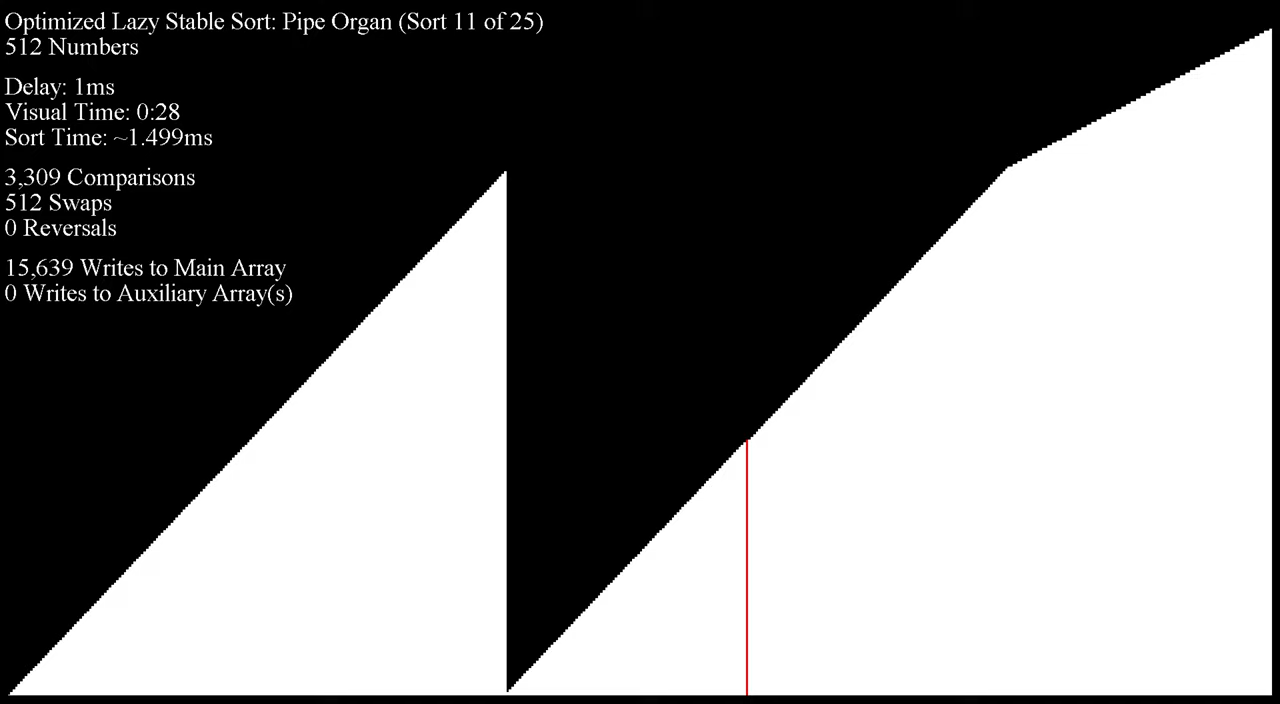 Optimized Lazy Stable Sort: Pipe Organ (Sort 11 of 25)
512 Numbers
Delay: 1ms
Visual Time: 0:28
Sort Time: ~1.499ms
3,309 Comparisons
512 Swaps
0 Reversals
15,639 Writes to Main Array
0 Writes to Auxiliary Array(s)